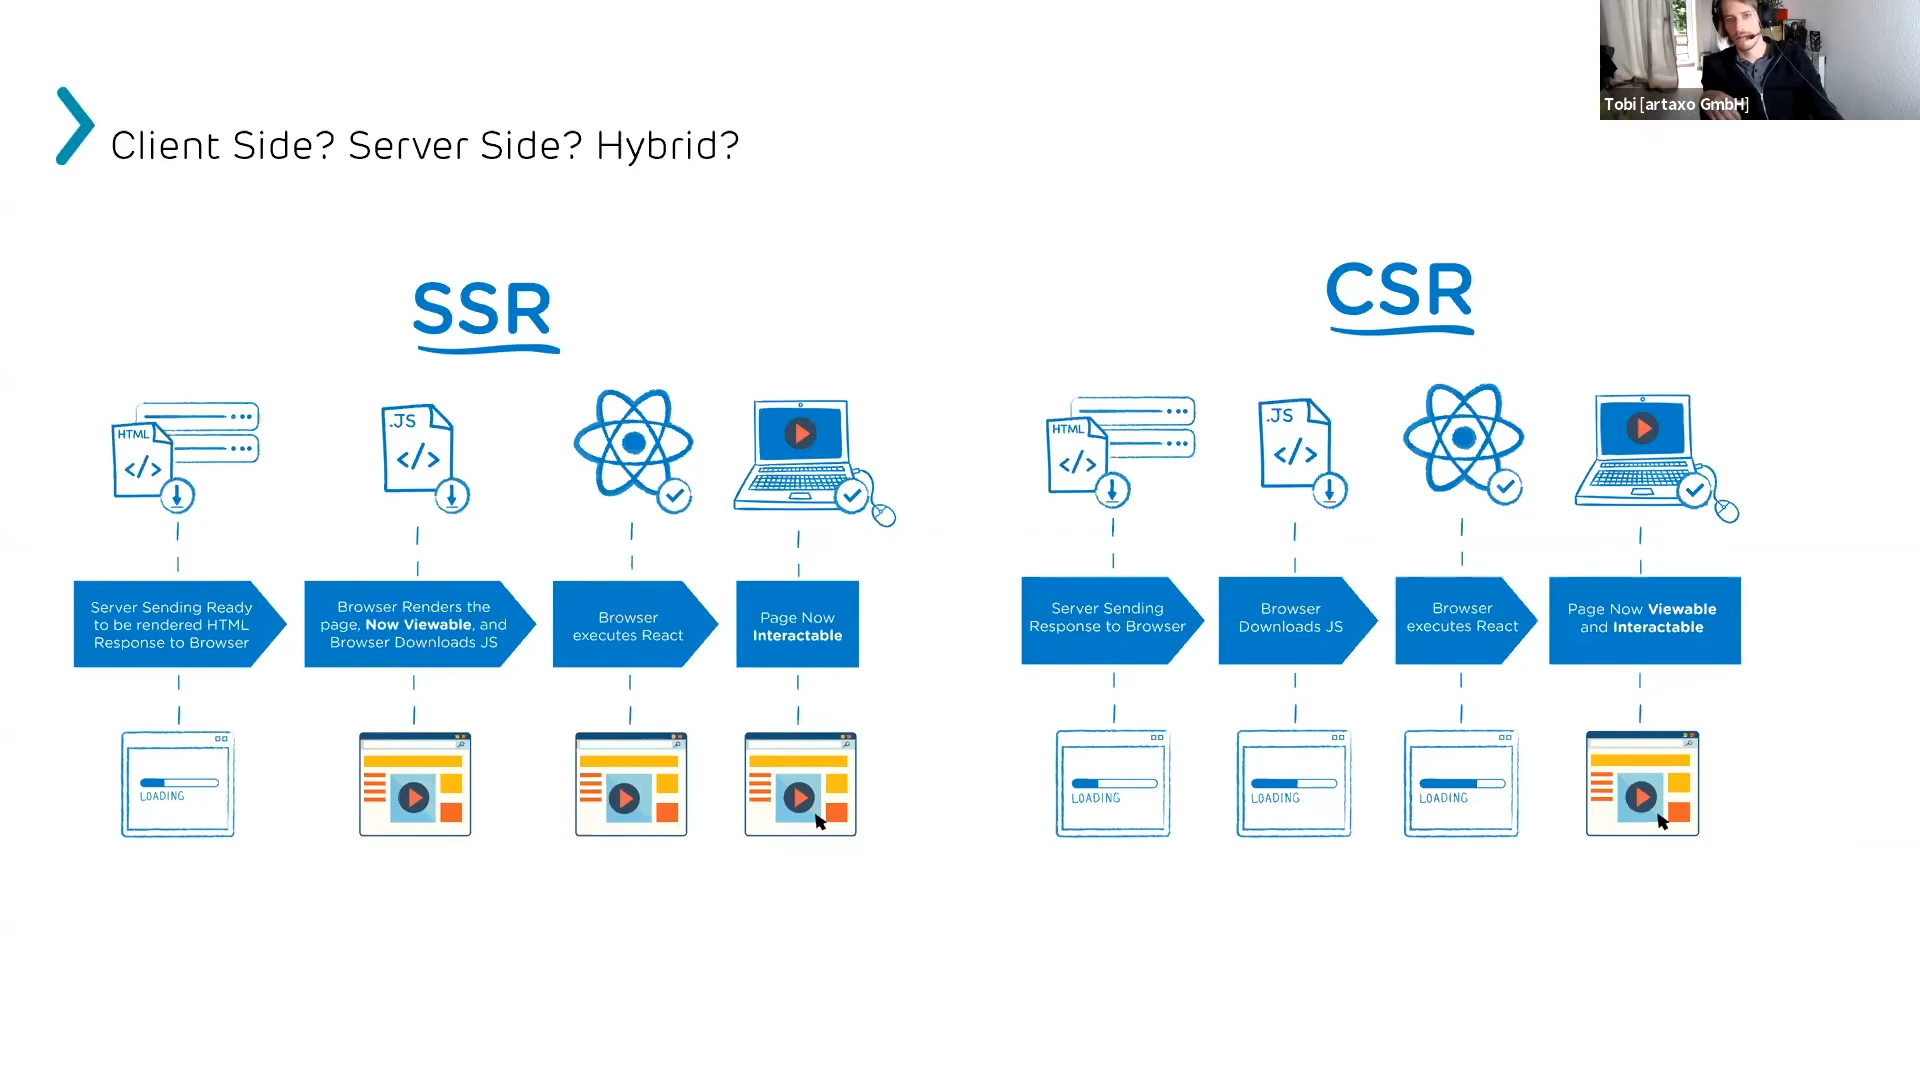 Tobi [artaxo GmbH]
Client Side? Server Side? Hybrid?
SSR
HTML
</>
.JS
</>
Server Sending Ready
to be rendered HTML
Response to Browser
Browser Renders the
page, Now Viewable, and
Browser Downloads JS
Browser
executes React
Page Now
Interactable
LOADING
CSR
HTML
</>
.JS
</>
Server Sending
Response to Browser
Browser
Downloads JS
Browser
executes React
Page Now Viewable
and Interactable
LOADING
LOADING
LOADING